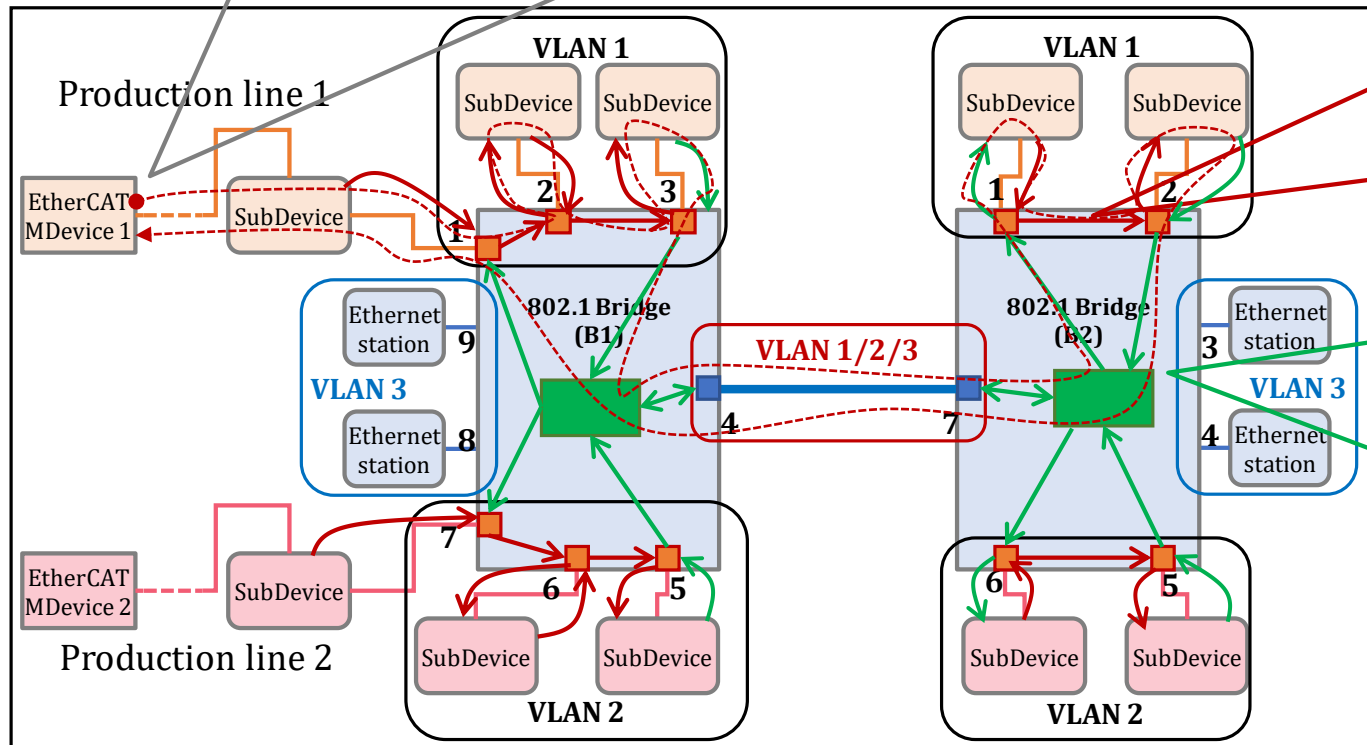 VLAN 1
VLAN 1
Production line 1
SubDevice
SubDevice
SubDevice
SubDevice
EtherCAT
MDevice 1
SubDevice
1
2
3
1
2
802.1 Bridge
(B1)
802.1 Bridge
(B2)
Ethernet
station
9
VLAN 3
Ethernet
station
8
VLAN 1/2/3
4
7
3
Ethernet
station
VLAN 3
4
Ethernet
station
7
6
5
6
5
EtherCAT
MDevice 2
SubDevice
Production line 2
SubDevice
SubDevice
SubDevice
SubDevice
VLAN 2
VLAN 2